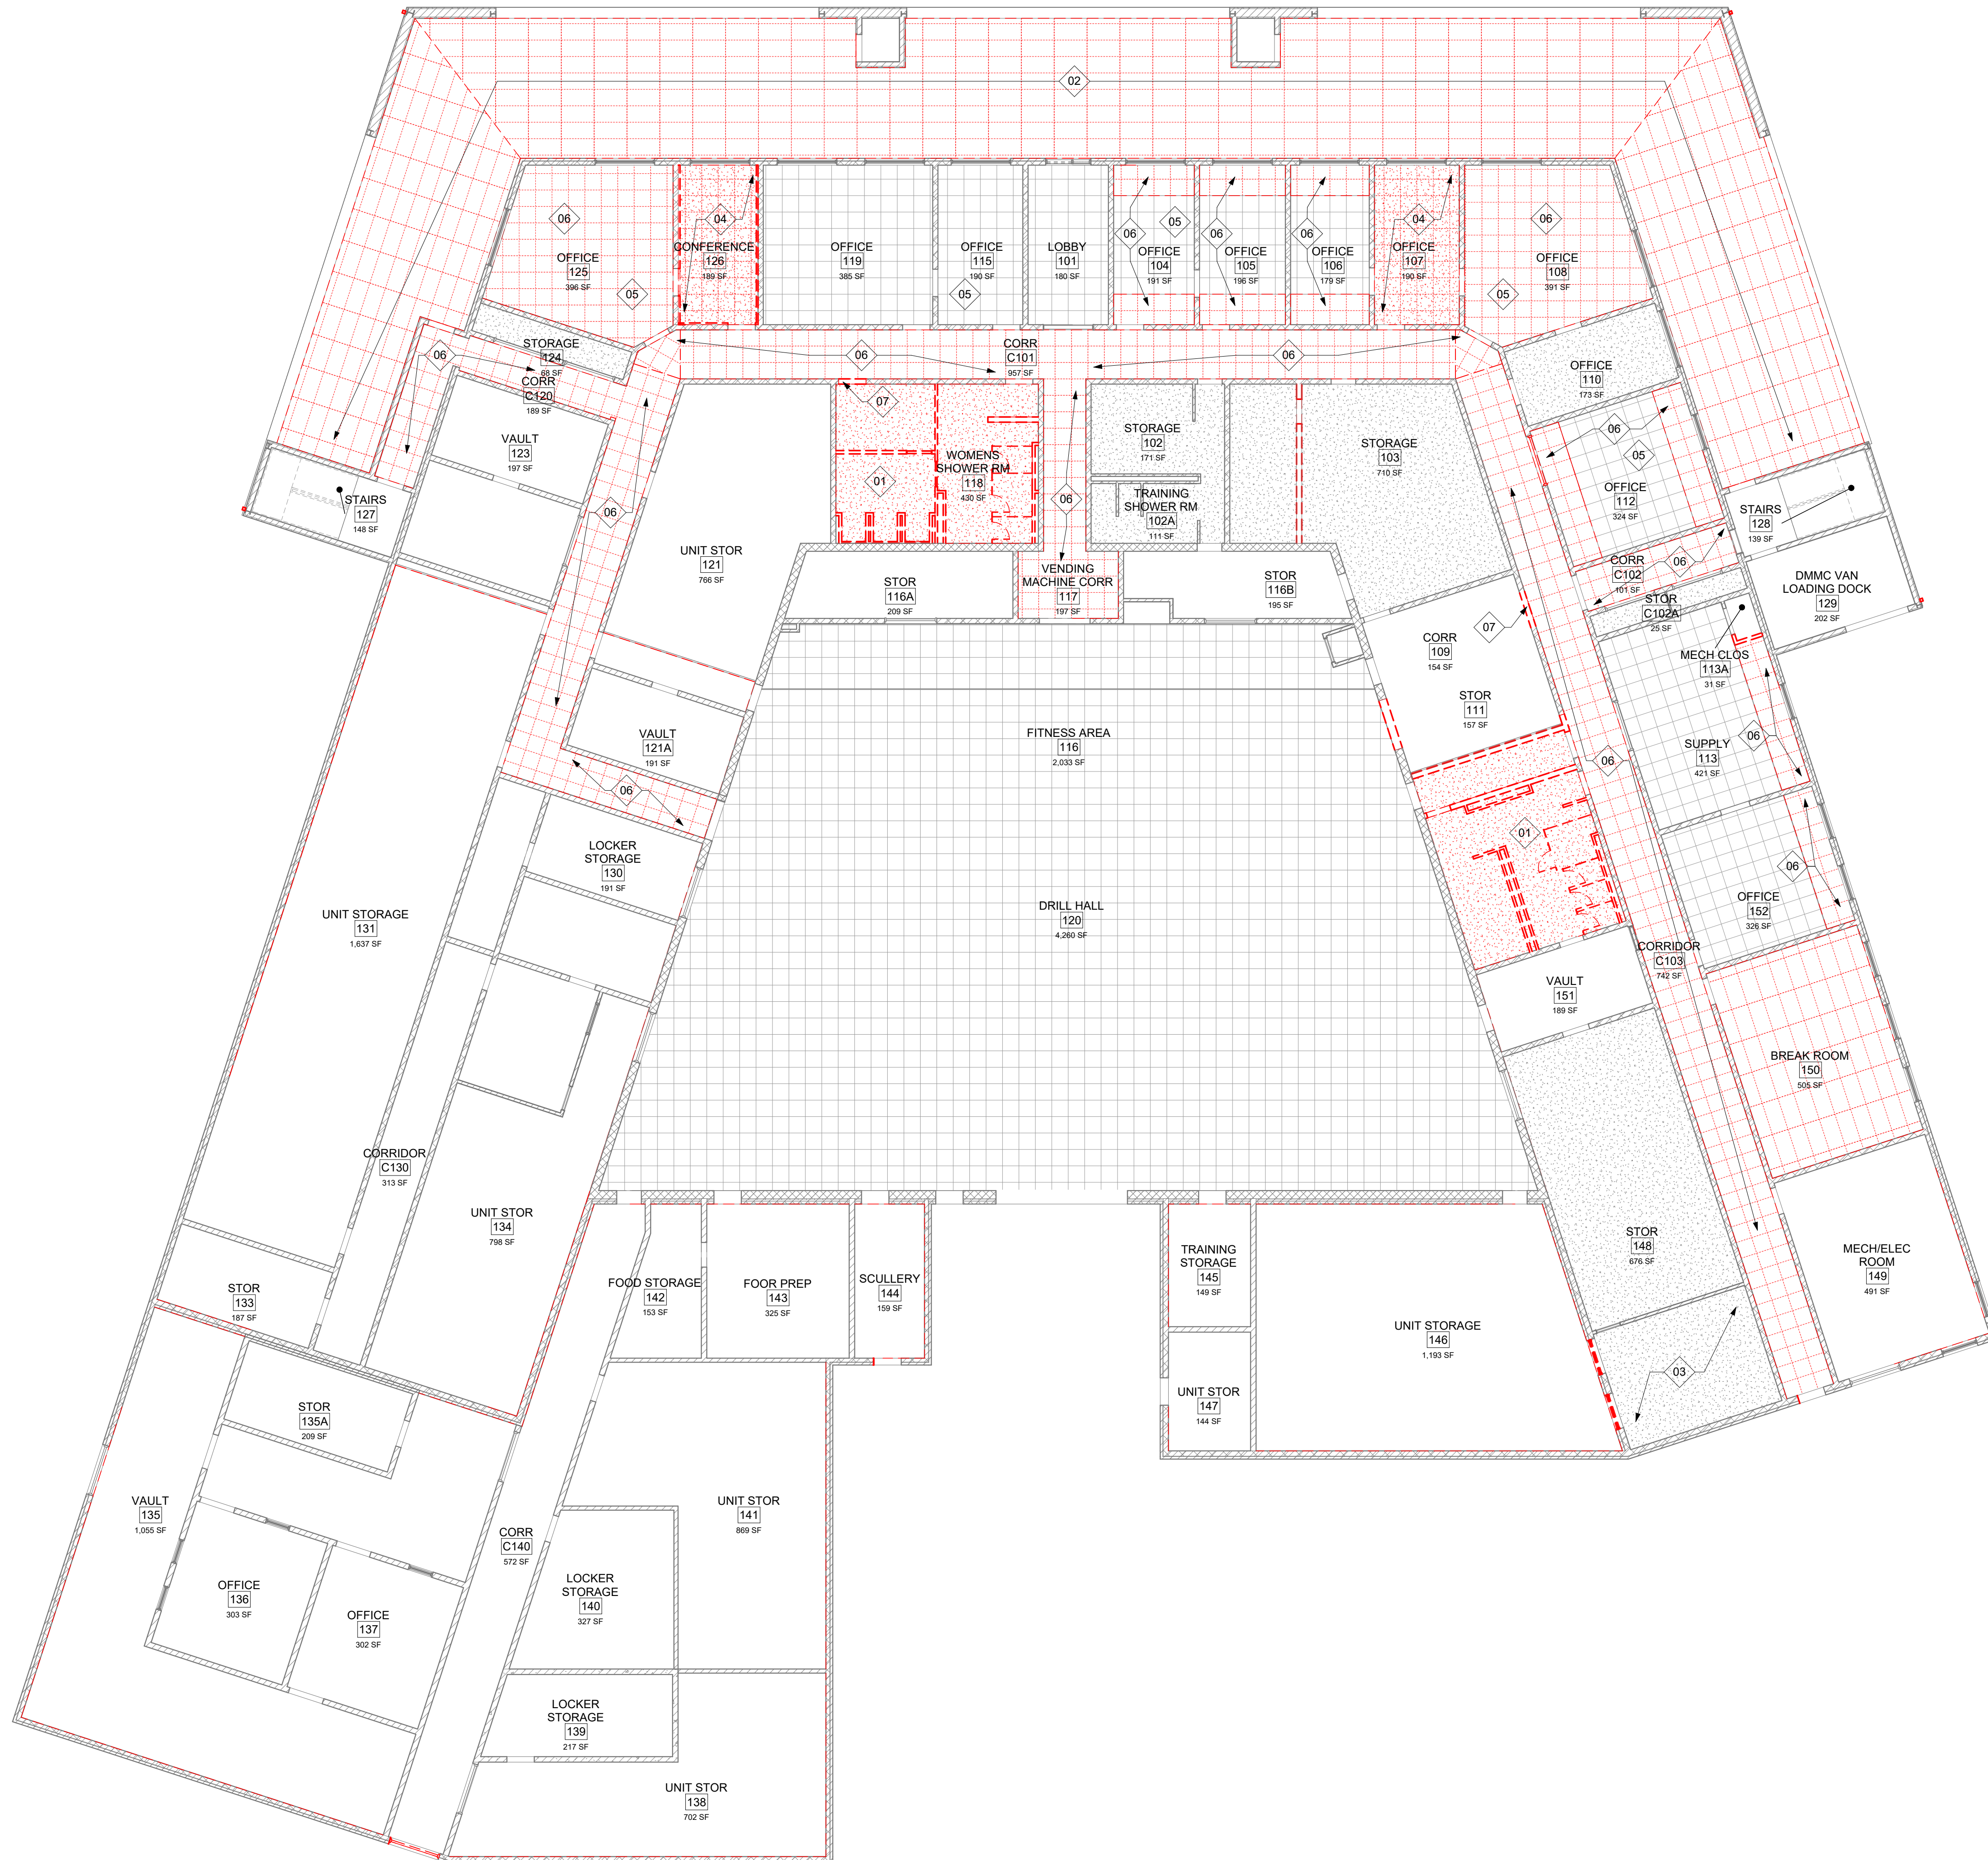 02
06
OFFICE
125
396 SF
05
04
CONFERENCE
126
189 SF
OFFICE
119
385 SF
OFFICE
115
190 SF
05
LOBBY
101
180 SF
06
05
OFFICE
104
191 SF
06
OFFICE
105
196 SF
06
OFFICE
106
179 SF
04
OFFICE
107
190 SF
06
OFFICE
108
391 SF
05
STORAGE
124
68 SF
06
CORR
C120
189 SF
06
CORR
C101
957 SF
06
OFFICE
110
173 SF
VAULT
123
197 SF
07
06
STORAGE
102
171 SF
STORAGE
103
710 SF
06
05
OFFICE
112
324 SF
WOMENS
SHOWER RM
118
430 SF
01
06
TRAINING
SHOWER RM
102A
111 SF
STAIRS
127
148 SF
STAIRS
128
139 SF
UNIT STOR
121
766 SF
VENDING
MACHINE CORR
117
197 SF
STOR
116A
209 SF
STOR
116B
195 SF
06
CORR
C102
101 SF
STOR
C102A
25 SF
DMMC VAN
LOADING DOCK
129
202 SF
07
CORR
109
154 SF
MECH CLOS
113A
31 SF
STOR
111
157 SF
VAULT
121A
191 SF
FITNESS AREA
116
2,033 SF
06
06
SUPPLY
113
421 SF
06
01
LOCKER
STORAGE
130
191 SF
06
OFFICE
152
326 SF
UNIT STORAGE
131
1,637 SF
DRILL HALL
120
4,260 SF
CORRIDOR
C103
742 SF
VAULT
151
189 SF
BREAK ROOM
150
505 SF
CORRIDOR
C130
313 SF
UNIT STOR
134
798 SF
STOR
148
676 SF
MECH/ELEC
ROOM
149
491 SF
STOR
133
187 SF
FOOD STORAGE
142
153 SF
FOOR PREP
143
325 SF
SCULLERY
144
159 SF
TRAINING
STORAGE
145
149 SF
UNIT STORAGE
146
1,193 SF
03
UNIT STOR
147
144 SF
STOR
135A
209 SF
VAULT
135
1,055 SF
UNIT STOR
141
869 SF
CORR
C140
572 SF
OFFICE
136
303 SF
OFFICE
137
302 SF
LOCKER
STORAGE
140
327 SF
LOCKER
STORAGE
139
217 SF
UNIT STOR
138
702 SF